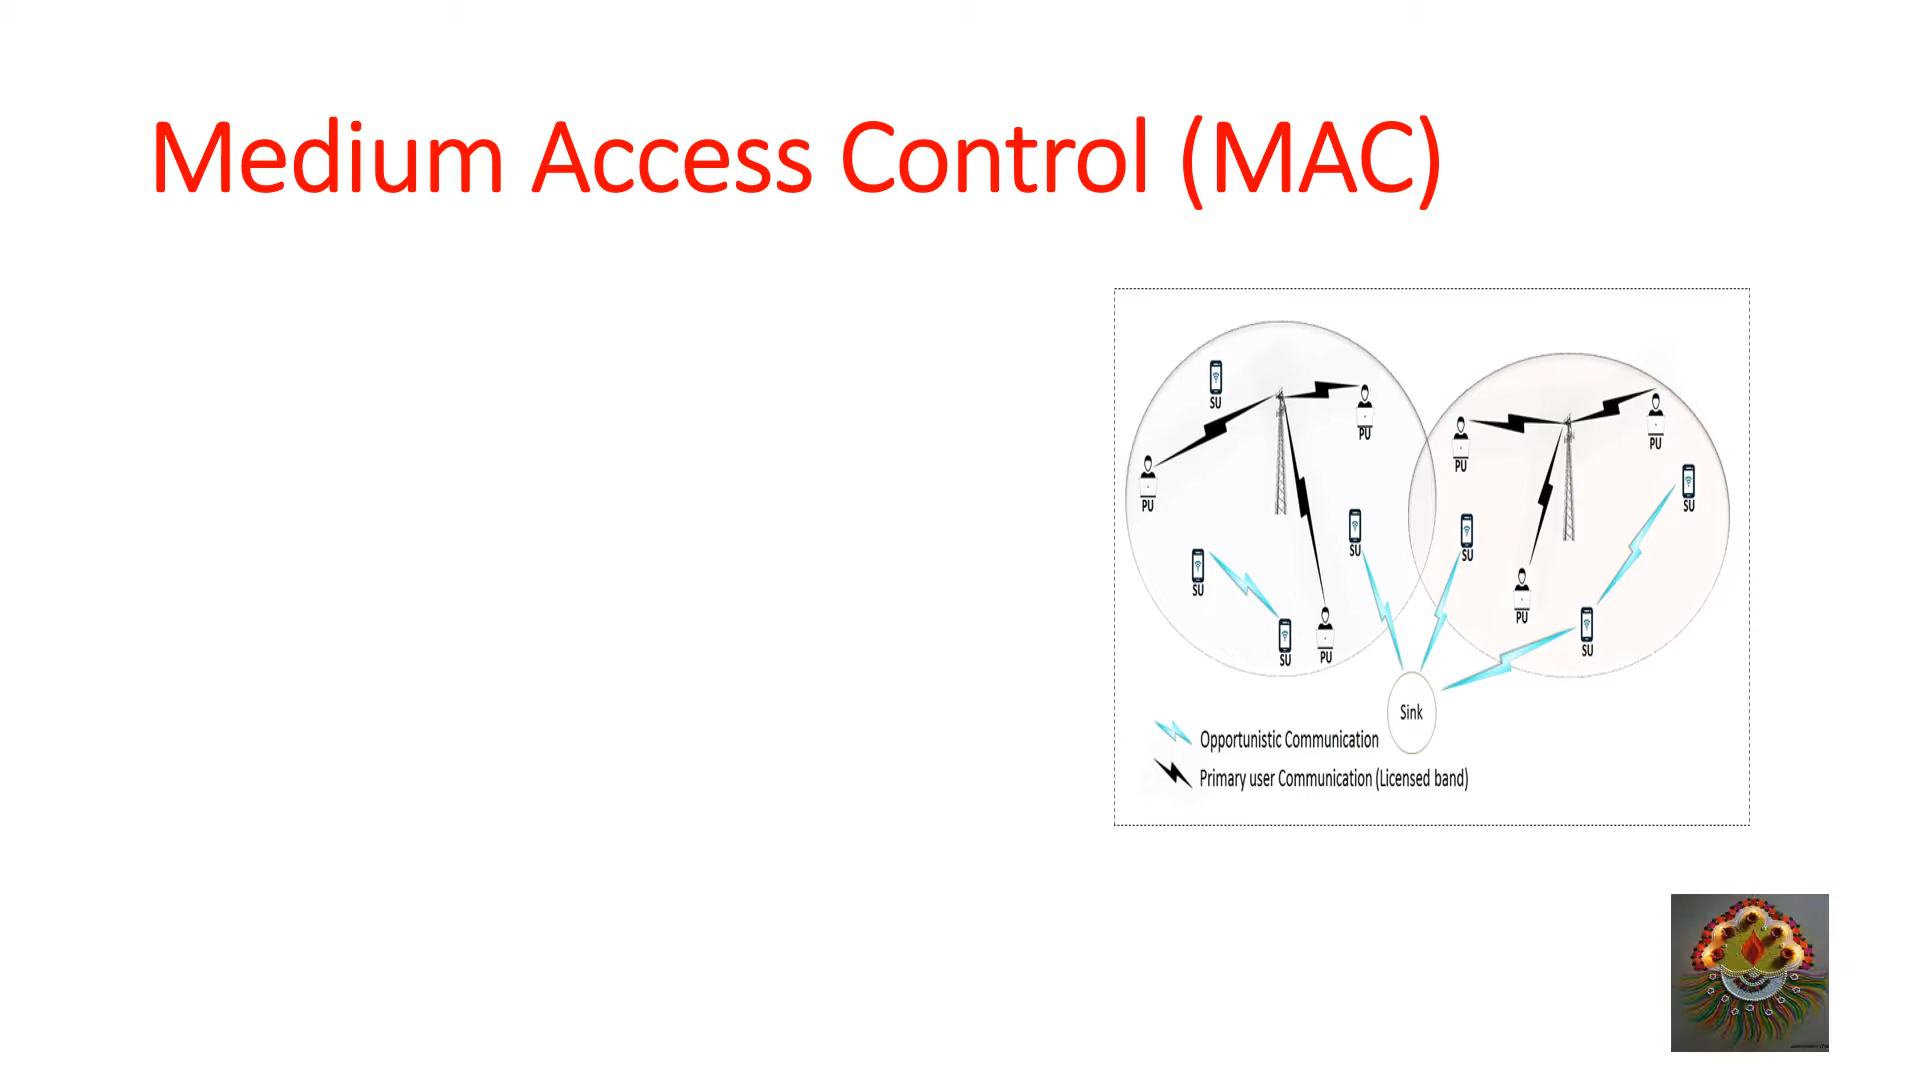 Medium Access Control (MAC)
SU
PU
PU
PU
PU
SU
SU
SU
SU
SU
PU
SU
SU
PU
Sink
Opportunistic Communication
Primary user Communication (Licensed band)